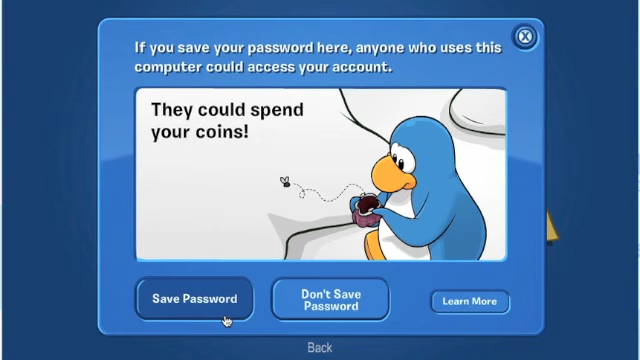 If you save your password here, anyone who uses this
computer could access your account.
They could spend
your coins!
Save Password
Don't Save
Password
Learn More
Back